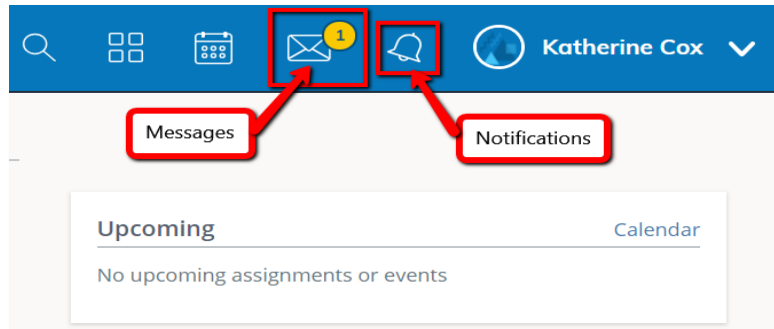 1
Katherine Cox
Messages
Notifications
Upcoming
Calendar
No upcoming assignments or events